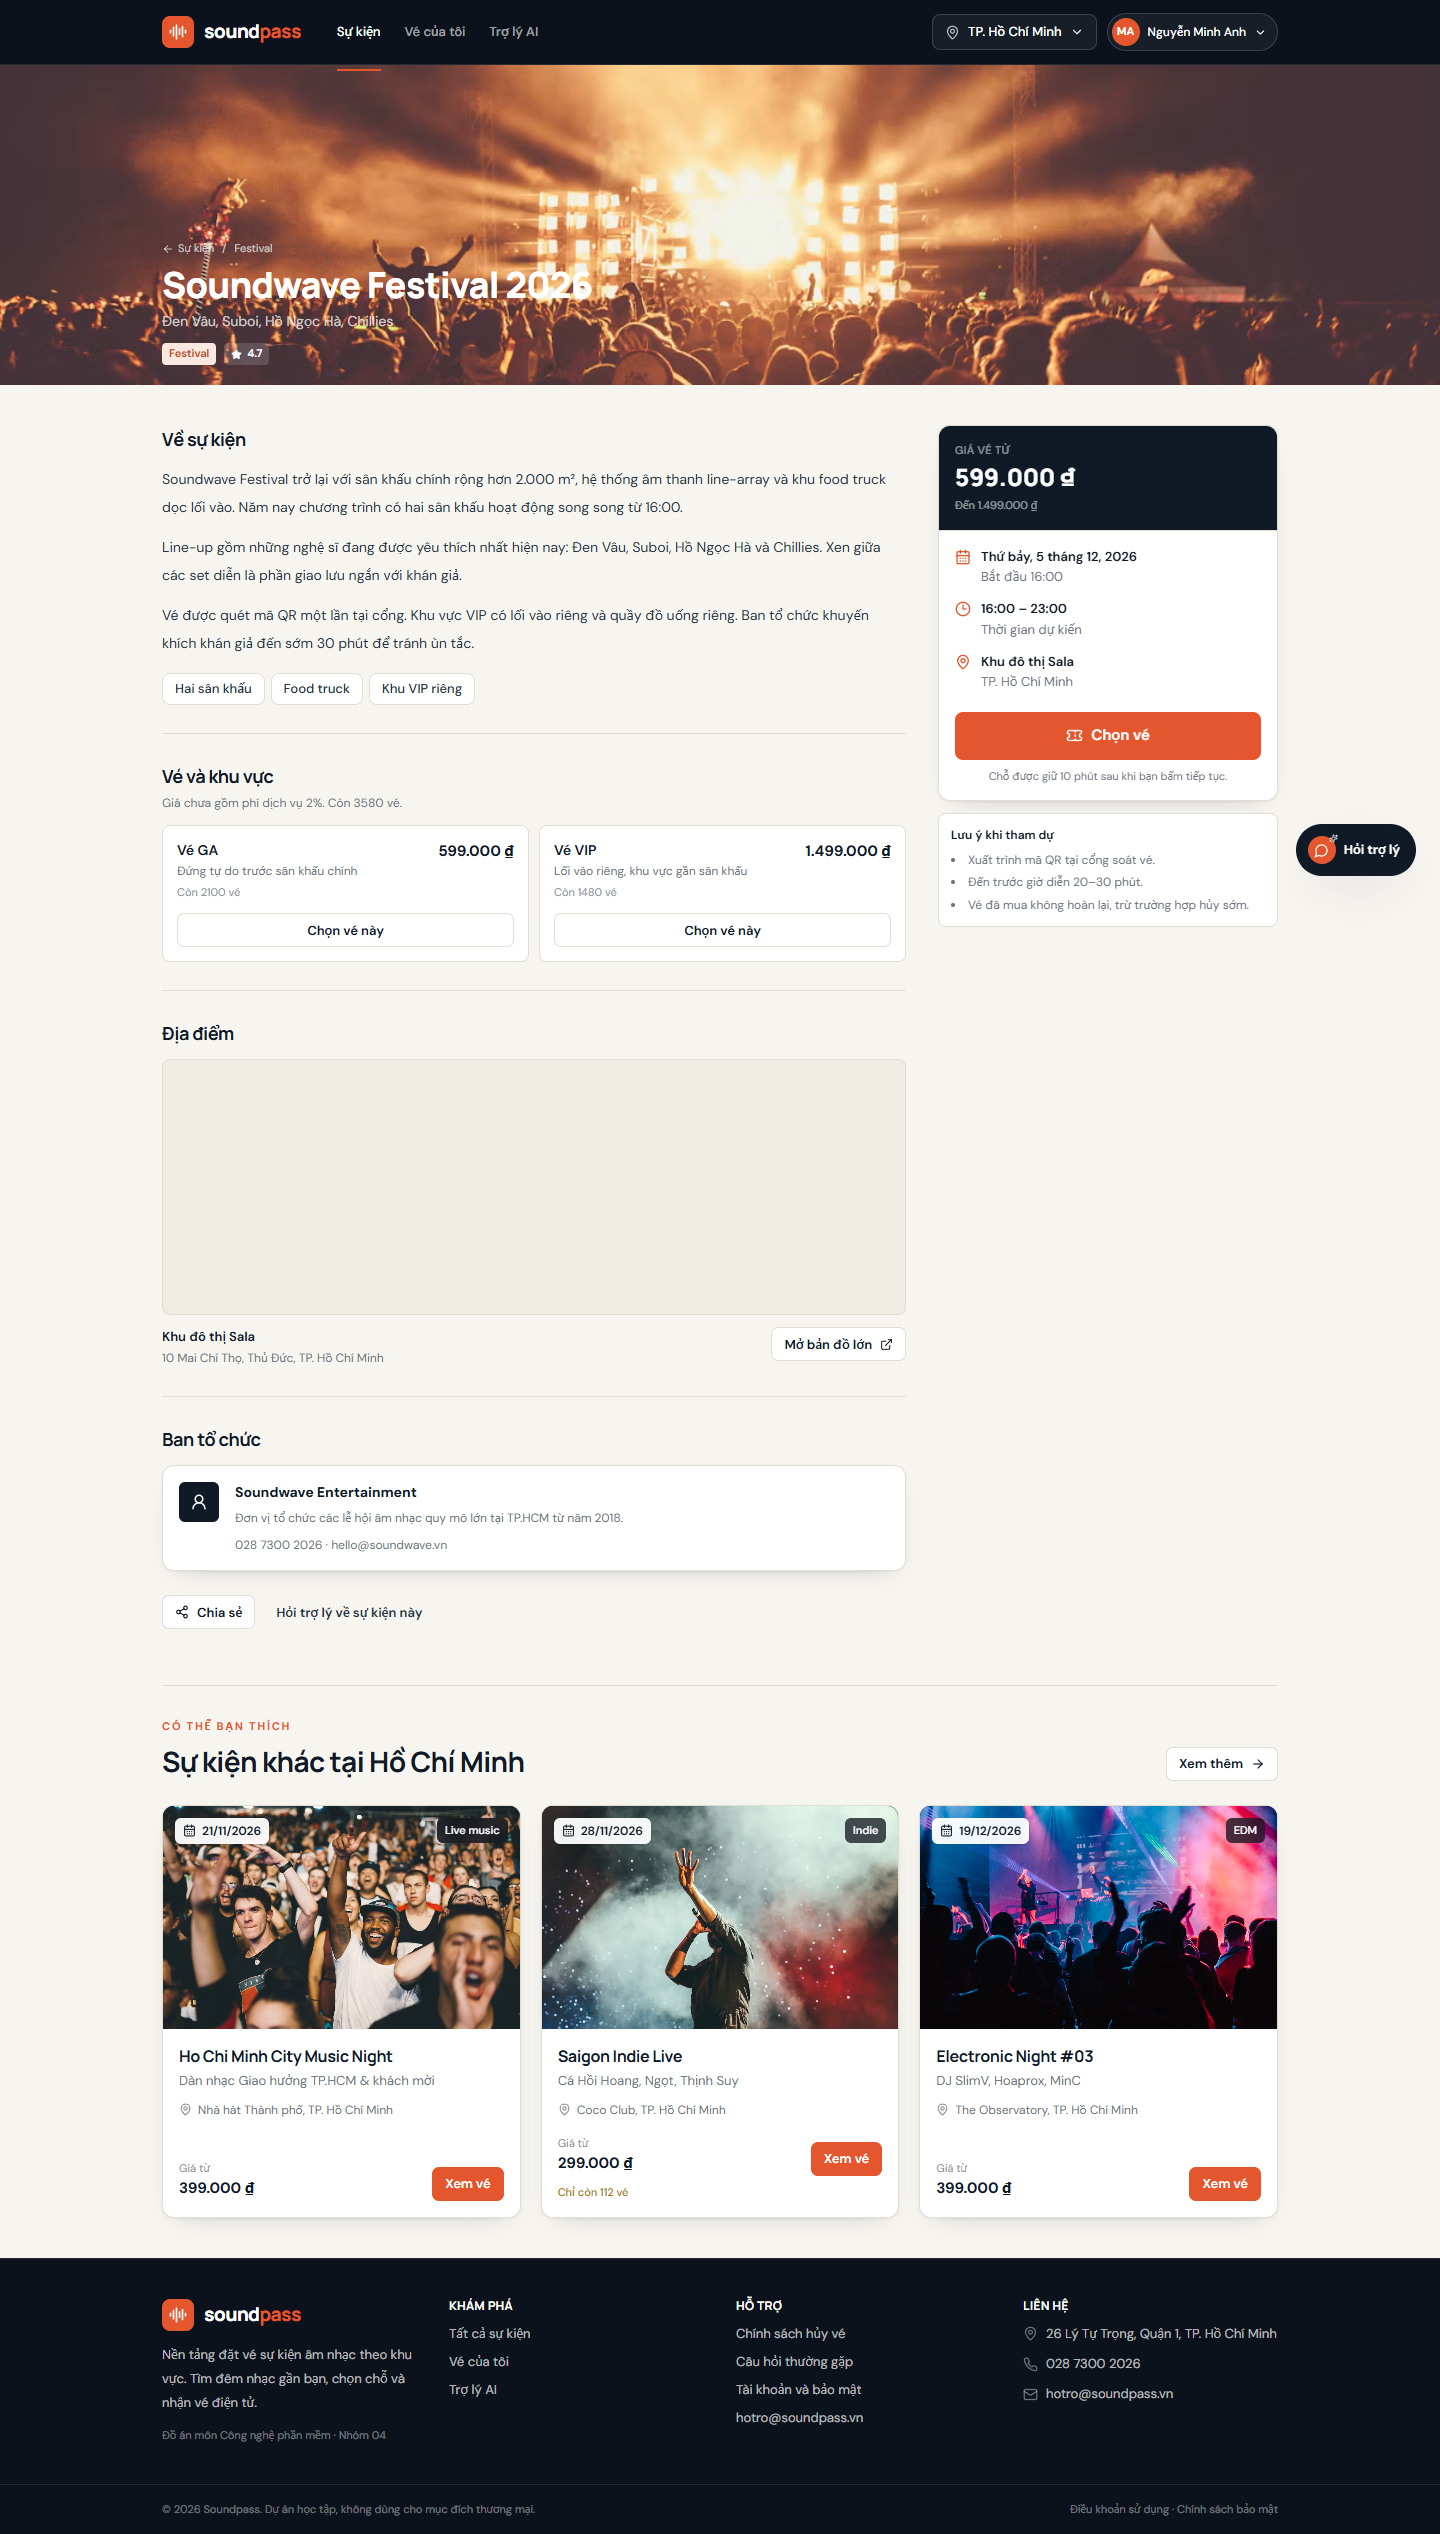 soundpass
Sự kiện
Vé của tôi
Trợ lý AI
TP. Hồ Chí Minh
MA
Nguyễn Minh Anh
← Sự kiện / Festival
Soundwave Festival 2026
Đen Vâu, Suboi, Hồ Ngọc Hà, Chillies
Festival
4.7
Về sự kiện
Soundwave Festival trở lại với sân khấu chính rộng hơn 2.000 m², hệ thống âm thanh line-array và khu food truck
dọc lối vào. Năm nay chương trình có hai sân khấu hoạt động song song từ 16:00.
Line-up gồm những nghệ sĩ đang được yêu thích nhất hiện nay: Đen Vâu, Suboi, Hồ Ngọc Hà và Chillies. Xen giữa
các set diễn là phần giao lưu ngắn với khán giả.
Vé được quét mã QR một lần tại cổng. Khu vực VIP có lối vào riêng và quầy đồ uống riêng. Ban tổ chức khuyến
khích khán giả đến sớm 30 phút để tránh ùn tắc.
Hai sân khấu
Food truck
Khu VIP riêng
GIÁ VÉ TỪ
599.000 ₫
Đến 1.499.000 ₫
Thứ bảy, 5 tháng 12, 2026
Bắt đầu 16:00
16:00 – 23:00
Thời gian dự kiến
Khu đô thị Sala
TP. Hồ Chí Minh
Chọn vé
Chỗ được giữ 10 phút sau khi bạn bấm tiếp tục.
Lưu ý khi tham dự
• Xuất trình mã QR tại cổng soát vé.
• Đến trước giờ diễn 20–30 phút.
• Vé đã mua không hoàn lại, trừ trường hợp hủy sớm.
Hỏi trợ lý
Vé và khu vực
Giá chưa gồm phí dịch vụ 2%. Còn 3580 vé.
Vé GA
599.000 ₫
Đứng tự do trước sân khấu chính
Còn 2100 vé
Chọn vé này
Vé VIP
1.499.000 ₫
Lối vào riêng, khu vực gần sân khấu
Còn 1480 vé
Chọn vé này
Địa điểm
Khu đô thị Sala
10 Mai Chí Thọ, Thủ Đức, TP. Hồ Chí Minh
Mở bản đồ lớn
Ban tổ chức
Soundwave Entertainment
Đơn vị tổ chức các lễ hội âm nhạc quy mô lớn tại TP.HCM từ năm 2018.
028 7300 2026 · hello@soundwave.vn
Chia sẻ
Hỏi trợ lý về sự kiện này
CÓ THỂ BẠN THÍCH
Sự kiện khác tại Hồ Chí Minh
Xem thêm →
21/11/2026
Live music
Ho Chi Minh City Music Night
Dàn nhạc Giao hưởng TP.HCM & khách mời
Nhà hát Thành phố, TP. Hồ Chí Minh
Giá từ
399.000 ₫
Xem vé
28/11/2026
Indie
Saigon Indie Live
Cá Hồi Hoang, Ngọt, Thịnh Suy
Coco Club, TP. Hồ Chí Minh
Giá từ
299.000 ₫
Xem vé
Chỉ còn 112 vé
19/12/2026
EDM
Electronic Night #03
DJ SlimV, Hoaprox, MinC
The Observatory, TP. Hồ Chí Minh
Giá từ
399.000 ₫
Xem vé
soundpass
Nền tảng đặt vé sự kiện âm nhạc theo khu
vực. Tìm đêm nhạc gần bạn, chọn chỗ và
nhận vé điện tử.
Đồ án môn Công nghệ phần mềm · Nhóm 04
KHÁM PHÁ
Tất cả sự kiện
Vé của tôi
Trợ lý AI
HỖ TRỢ
Chính sách hủy vé
Câu hỏi thường gặp
Tài khoản và bảo mật
hotro@soundpass.vn
LIÊN HỆ
26 Lý Tự Trọng, Quận 1, TP. Hồ Chí Minh
028 7300 2026
hotro@soundpass.vn
© 2026 Soundpass. Dự án học tập, không dùng cho mục đích thương mại.
Điều khoản sử dụng · Chính sách bảo mật